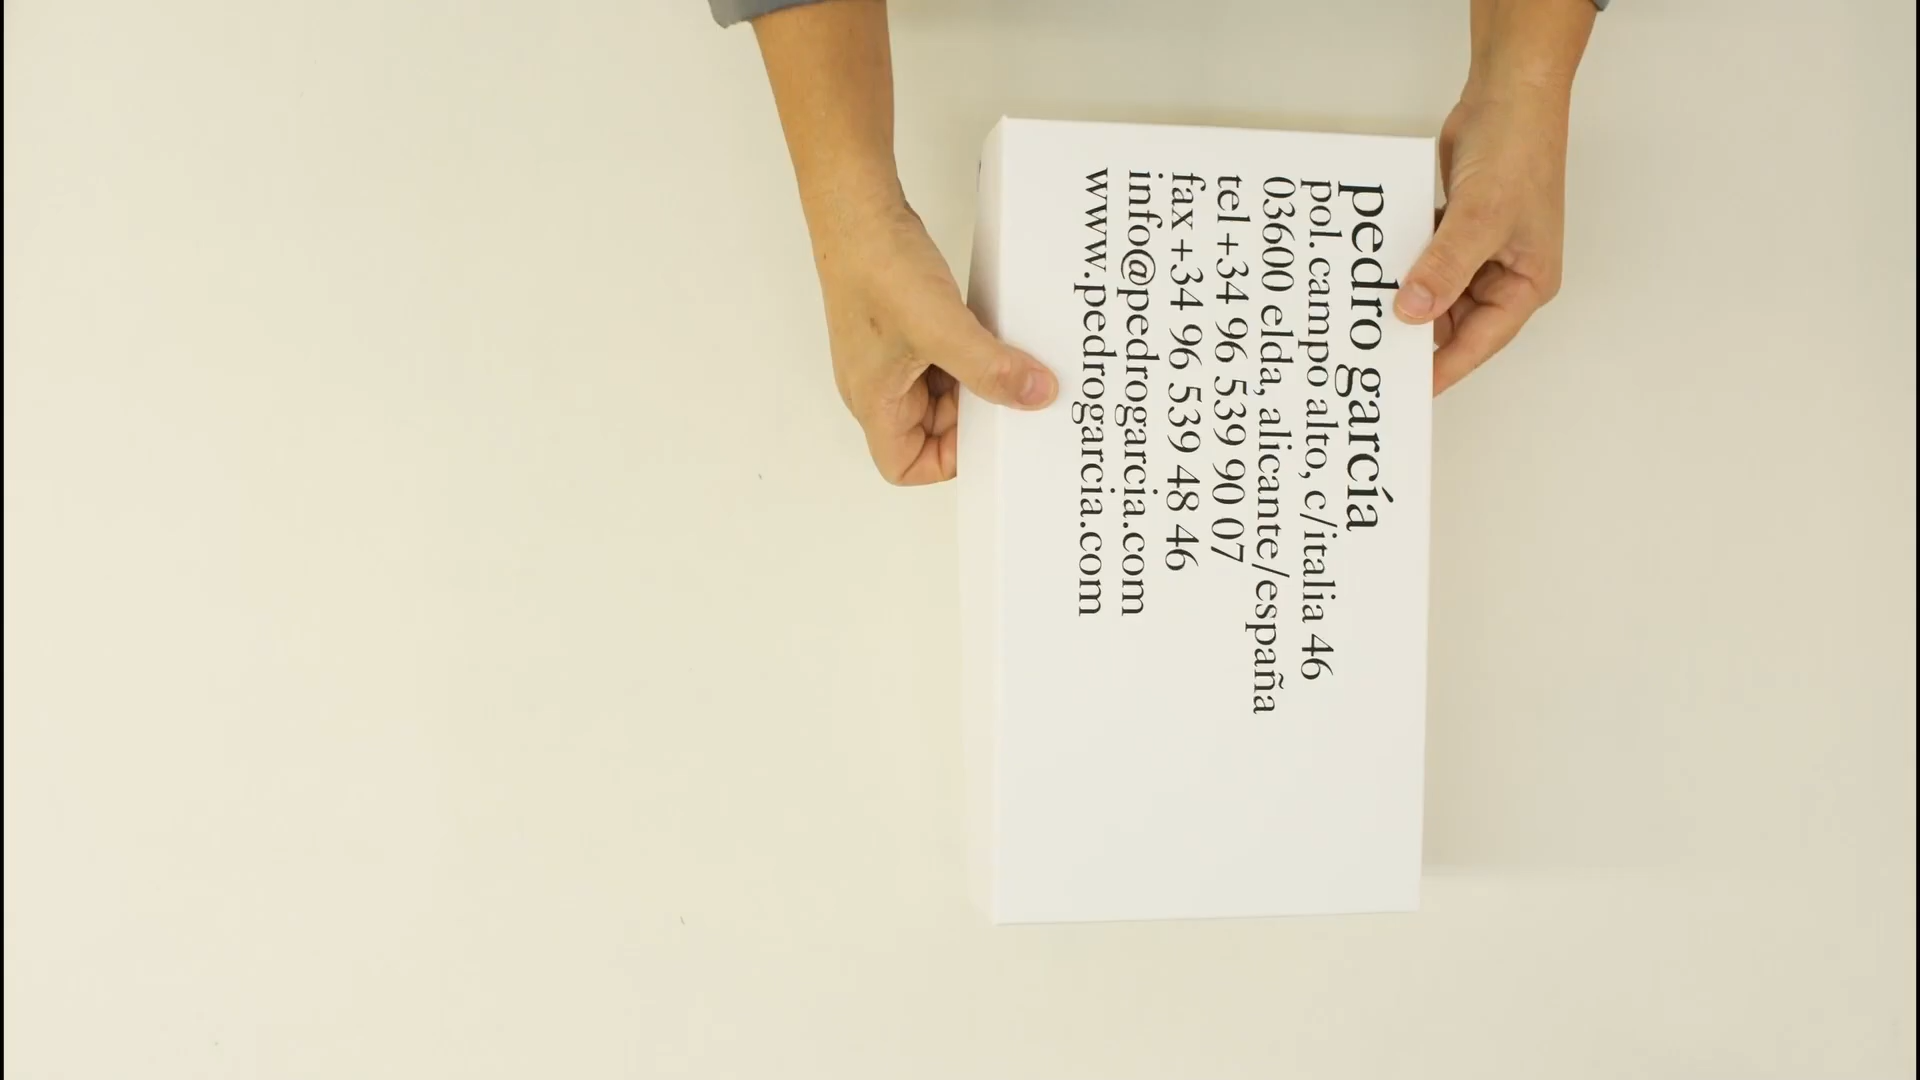 pedro garcía
pol. campo alto, c/italia 46
03600 elda, alicante/españa
tel +34 96 539 90 07
fax +34 96 539 48 46
info@pedrogarcia.com
www.pedrogarcia.com